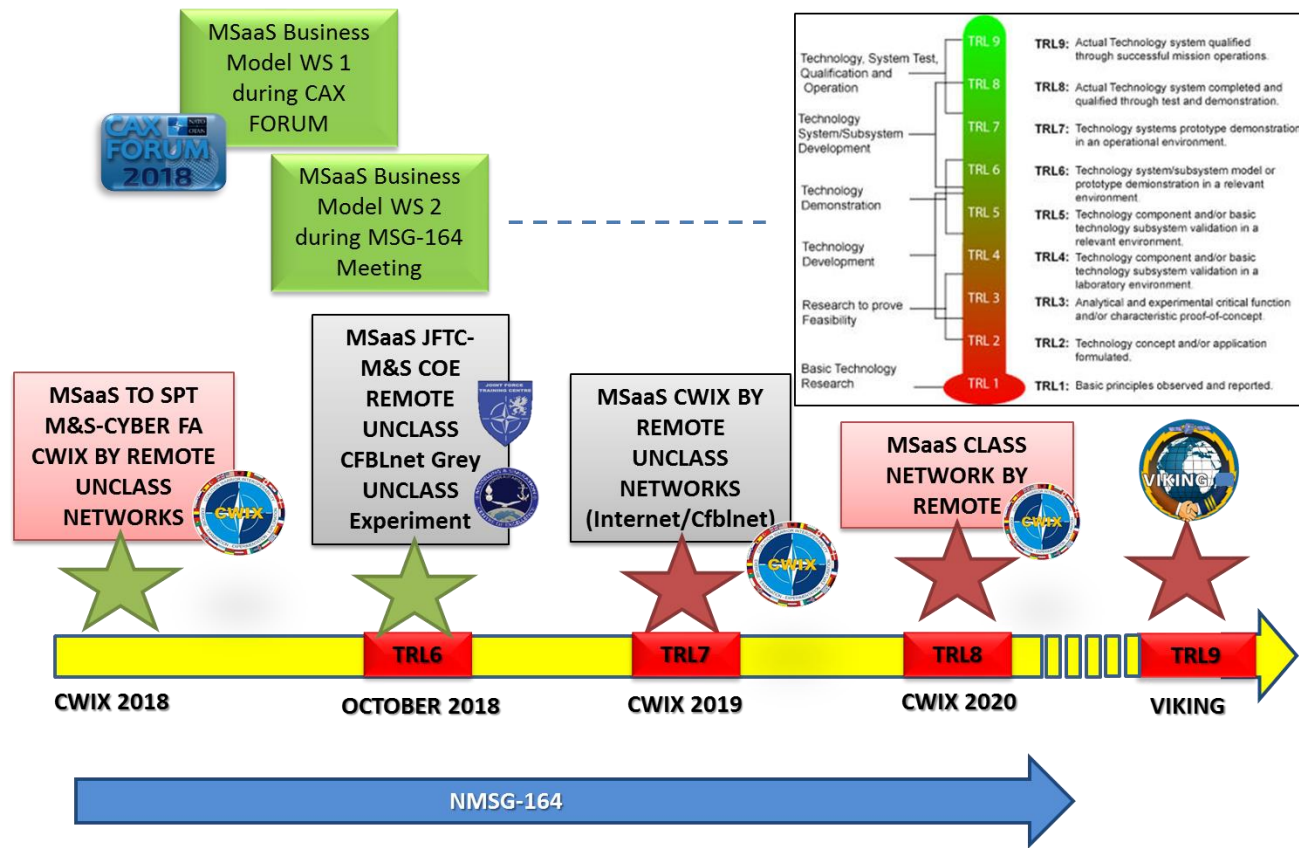 MSaaS Business
Model WS 1
during CAX
FORUM
CAX
NATO
OTAN
FORUM
2018
MSaaS Business
Model WS 2
during MSG-164
Meeting
Technology, System Test,
Qualification and
Operation
Technology
System/Subsystem
Development
Technology
Demonstration
Technology
Development
Research to prove
Feasibility
Basic Technology
Research
TRL 9
TRL 8
TRL 7
TRL 6
TRL 5
TRL 4
TRL 3
TRL 2
TRL 1
TRL9: Actual Technology system qualified
through successful mission operations.
TRL8: Actual Technology system completed and
qualified through test and demonstration.
TRL7: Technology systems prototype demonstration
in an operational environment.
TRL6: Technology system/subsystem model or
prototype demionstration in a relevant
environment.
TRL5: Technology component and/or basic
technology subsystem validation in a
relevant environment.
TRL4: Technology component and/or basic
technology subsystem validation in a
laboratory environment.
TRL3: Analytical and experimental critical function
and/or characteristic proof-of-concept
TRL2: Technology concept and/or application
formulated.
TRL1: Basic principles observed and reported.
MSaaS TO SPT
M&S-CYBER FA
CWIX BY REMOTE
UNCLASS
NETWORKS
CWIX
MSaaS JFTC-
M&S COE
REMOTE
UNCLASS
CFBLnet Grey
UNCLASS
Experiment
JOINT FORCE
TRAINING CENTRE
MSaaS CWIX BY
REMOTE
UNCLASS
NETWORKS
(Internet/Cfblnet)
CWIX
MSaaS CLASS
NETWORK BY
REMOTE
CWIX
VIKING
TRL6
TRL7
TRL8
TRL9
CWIX 2018
OCTOBER 2018
CWIX 2019
CWIX 2020
VIKING
NMSG-164